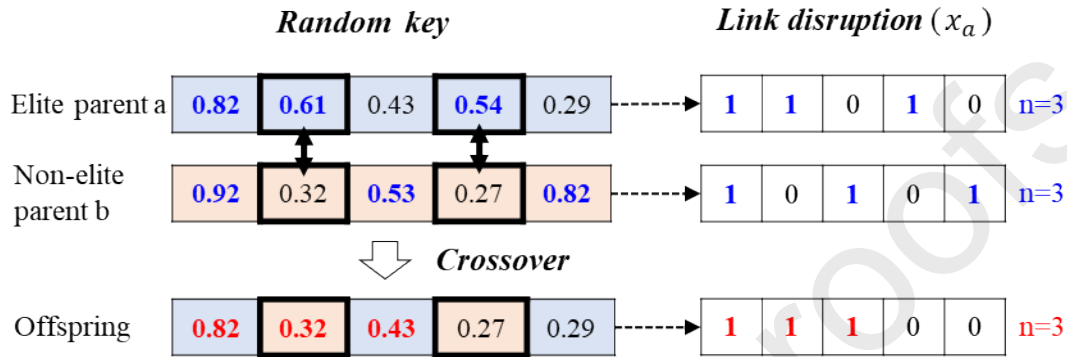 Random key Link disruption (xₐ)
Elite parent a 0.82 0.61 0.43 0.54 0.29 1 1 0 1 0 n=3
Non-elite
parent b 0.92 0.32 0.53 0.27 0.82 1 0 1 0 1 n=3
Crossover
Offspring 0.82 0.32 0.43 0.27 0.29 1 1 1 0 0 n=3
roofs